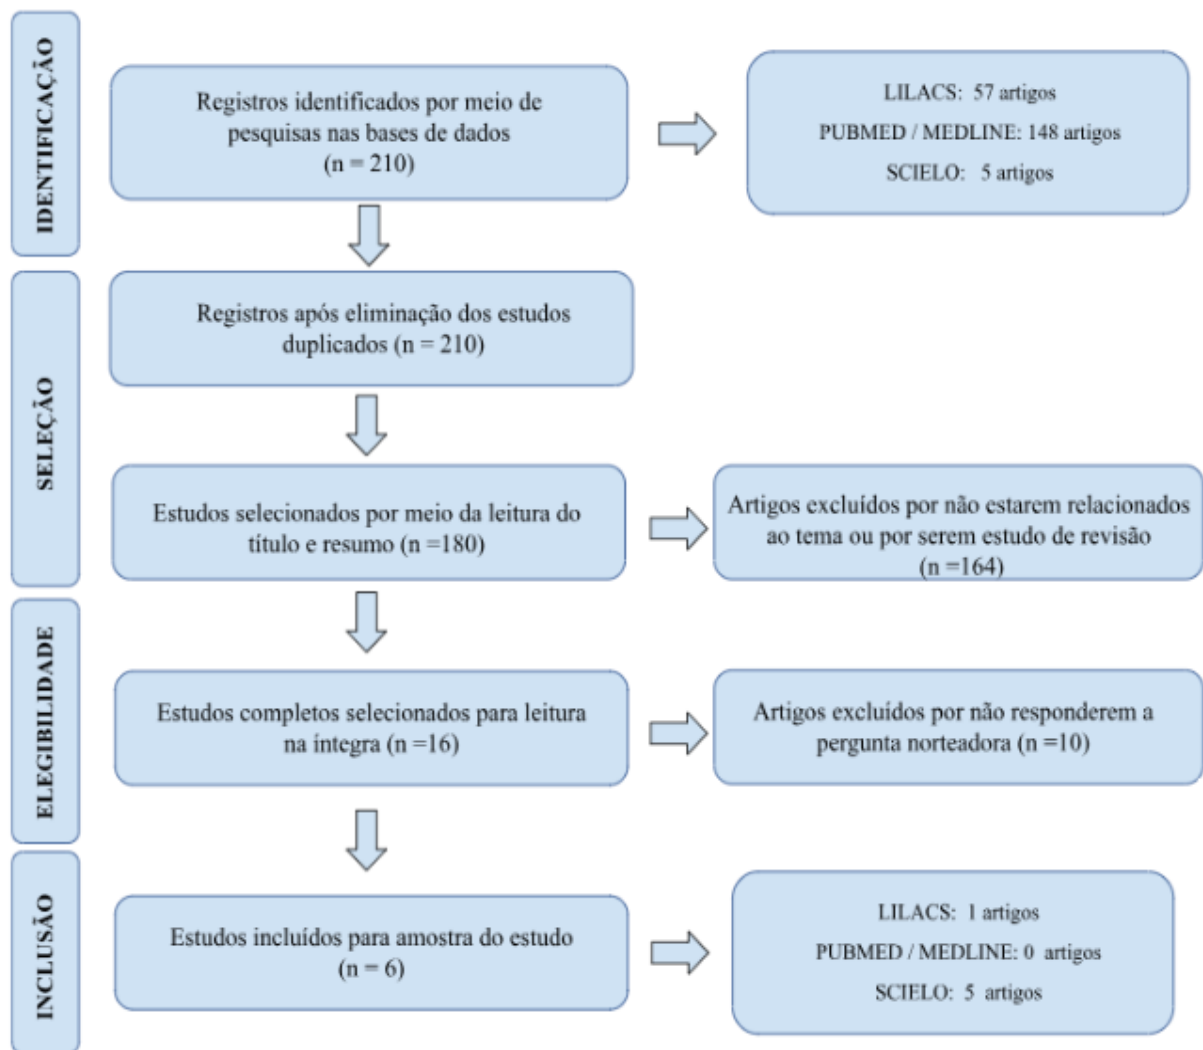 IDENTIFICAÇÃO
Registros identificados por meio de
pesquisas nas bases de dados
(n = 210)
LILACS: 57 artigos
PUBMED / MEDLINE: 148 artigos
SCIELO: 5 artigos
SELEÇÃO
Registros após eliminação dos estudos
duplicados (n = 210)
Estudos selecionados por meio da leitura do
título e resumo (n =180)
Artigos excluídos por não estarem relacionados
ao tema ou por serem estudo de revisão
(n =164)
ELEGIBILIDADE
Estudos completos selecionados para leitura
na íntegra (n =16)
Artigos excluídos por não responderem a
pergunta norteadora (n =10)
INCLUSÃO
Estudos incluídos para amostra do estudo
(n = 6)
LILACS: 1 artigos
PUBMED / MEDLINE: 0 artigos
SCIELO: 5 artigos